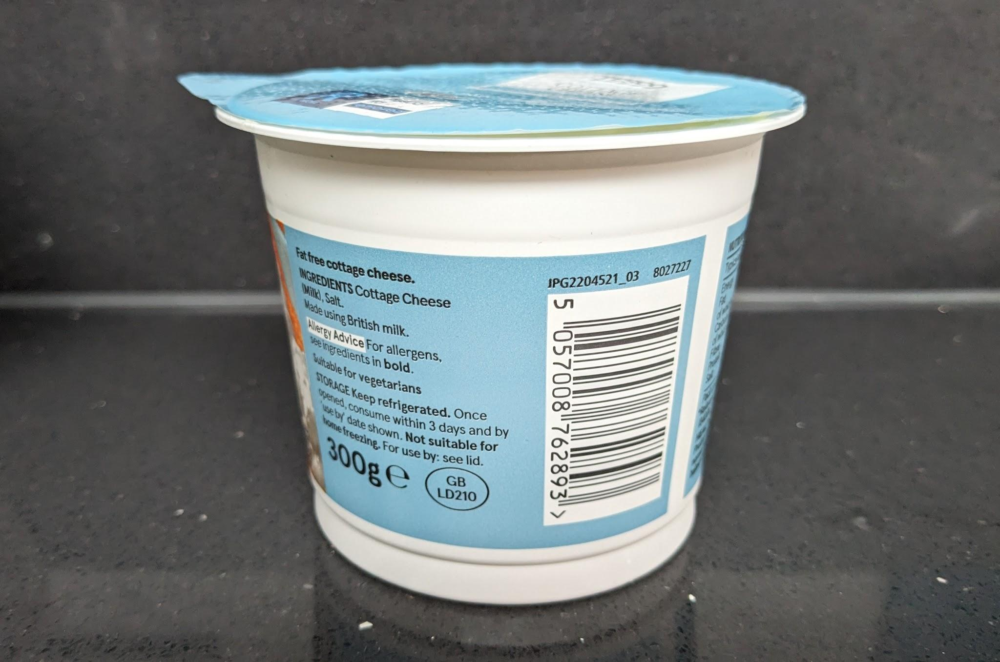 Fat free cottage cheese.
INGREDIENTS Cottage Cheese
(Milk), Salt.
Made using British milk.
Allergy Advice For allergens,
see ingredients in bold.
Suitable for vegetarians
STORAGE Keep refrigerated. Once
opened, consume within 3 days and by
'use by' date shown. Not suitable for
home freezing. For use by: see lid.
300g e
GB
LD210
JPG2204521_03 8027227
5 057008 762893 >